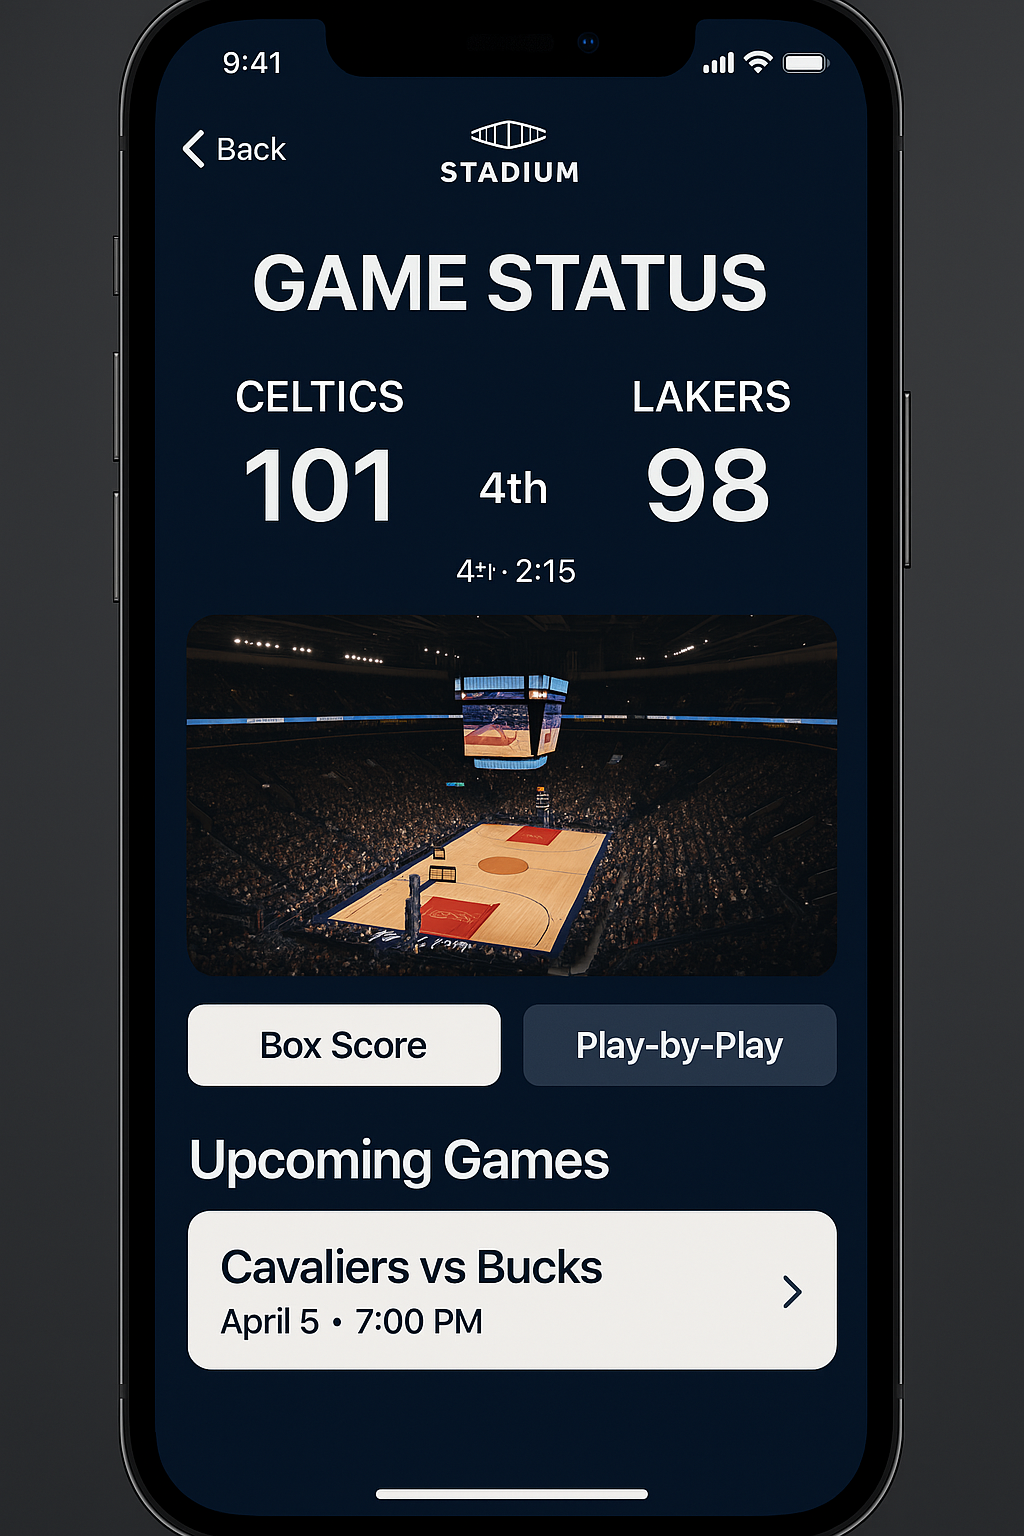 9:41
Back
STADIUM
GAME STATUS
CELTICS LAKERS
101 4th 98
2:15
Box Score Play-by-Play
Upcoming Games
Cavaliers vs Bucks
April 5 • 7:00 PM